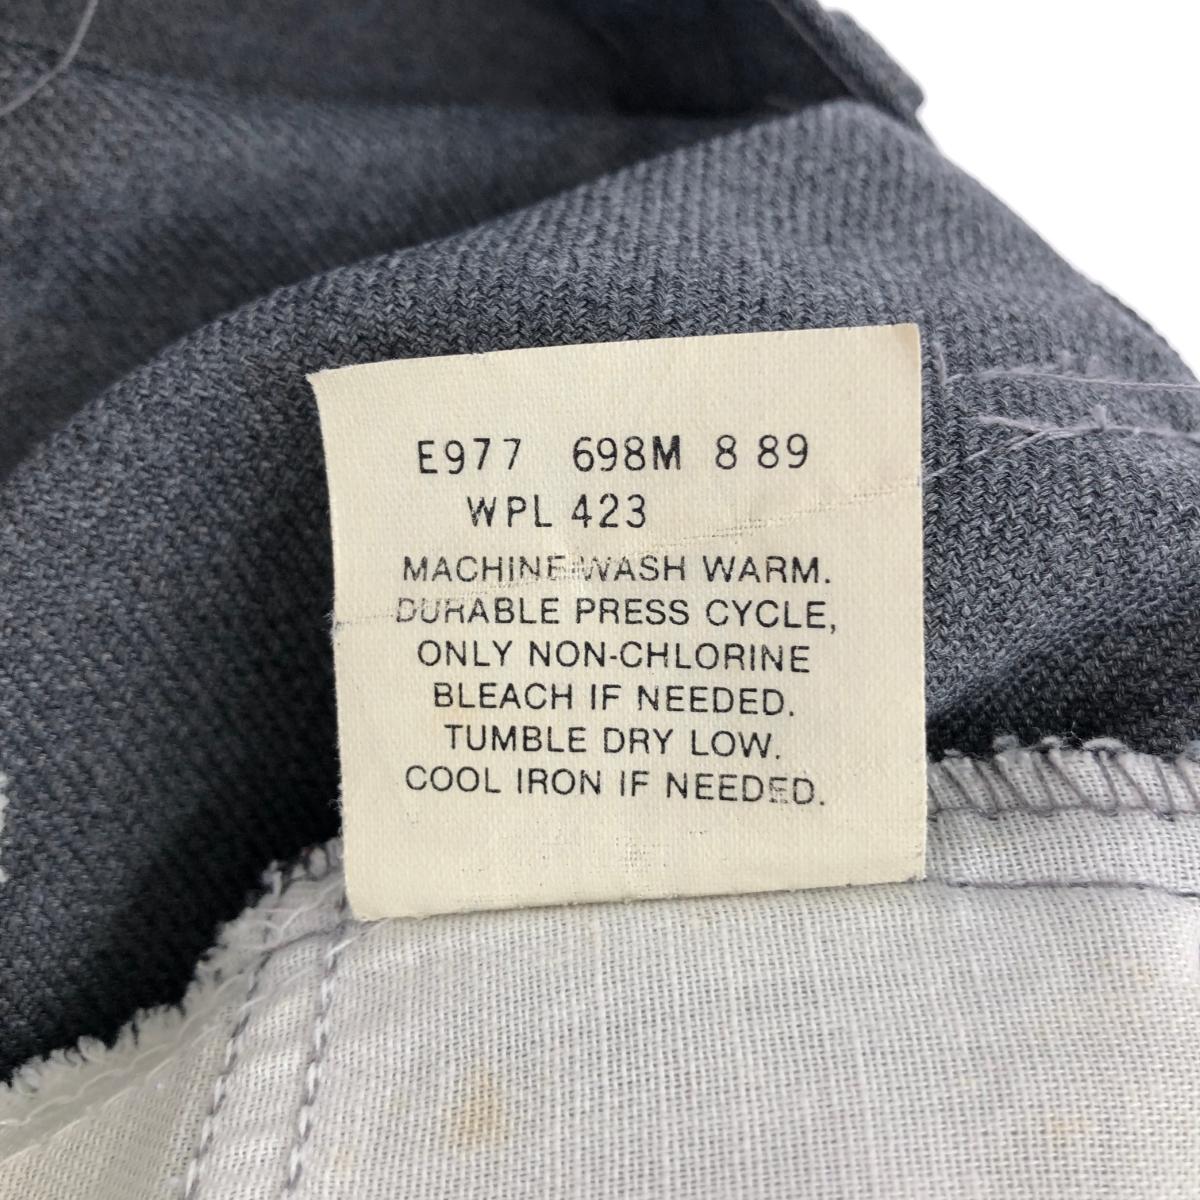 E977 698M 8 89
WPL 423
MACHINE WASH WARM.
DURABLE PRESS CYCLE,
ONLY NON-CHLORINE
BLEACH IF NEEDED.
TUMBLE DRY LOW.
COOL IRON IF NEEDED.